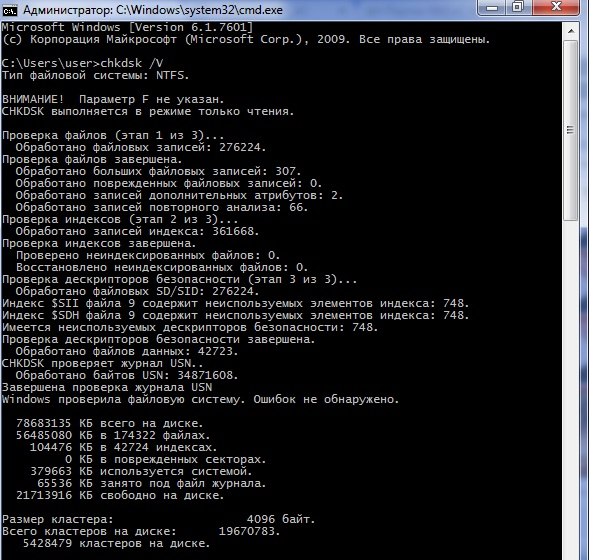 Администратор: C:\Windows\system32\cmd.exe
Microsoft Windows [Version 6.1.7601]
(c) Корпорация Майкрософт (Microsoft Corp.), 2009. Все права защищены.
C:\Users\user>chkdsk /V
Тип файловой системы: NTFS.
ВНИМАНИЕ! Параметр F не указан.
CHKDSK выполняется в режиме только чтения.
Проверка файлов (этап 1 из 3)...
Обработано файловых записей: 276224.
Проверка файлов завершена.
Обработано больших файловых записей: 307.
Обработано поврежденных файловых записей: 0.
Обработано записей дополнительных атрибутов: 2.
Обработано записей повторного анализа: 66.
Проверка индексов (этап 2 из 3)...
Обработано записей индекса: 361668.
Проверка индексов завершена.
Проверено неиндексированных файлов: 0.
Восстановлено неиндексированных файлов: 0.
Проверка дескрипторов безопасности (этап 3 из 3)...
Обработано файловых SD/SID: 276224.
Индекс $SII файла 9 содержит неиспользуемых элементов индекса: 748.
Индекс $SDH файла 9 содержит неиспользуемых элементов индекса: 748.
Имеется неиспользуемых дескрипторов безопасности: 748.
Проверка дескрипторов безопасности завершена.
Обработано файлов данных: 42723.
CHKDSK проверяет журнал USN..
Обработано байтов USN: 34871608.
Завершена проверка журнала USN
Windows проверила файловую систему. Ошибок не обнаружено.
78683135 КБ всего на диске.
56485080 КБ в 174322 файлах.
104476 КБ в 42724 индексах.
0 КБ в поврежденных секторах.
379663 КБ используется системой.
65536 КБ занято под файл журнала.
21713916 КБ свободно на диске.
Размер кластера: 4096 байт.
Всего кластеров на диске: 19670783.
5428479 кластеров на диске.